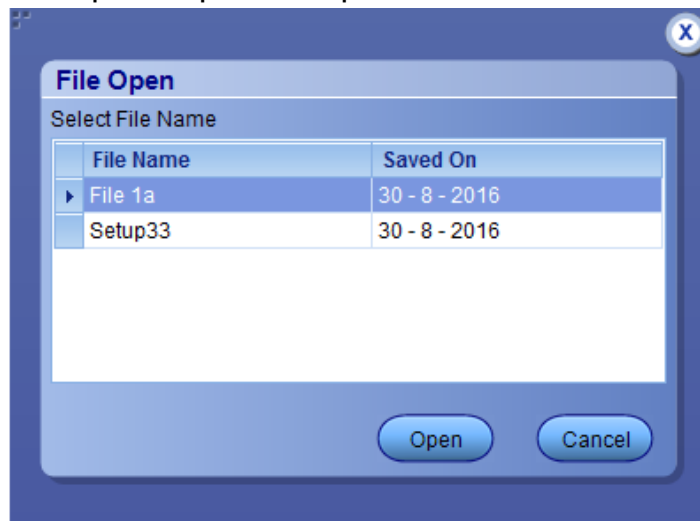 X
File Open
Select File Name
File Name Saved On
File 1a 30 - 8 - 2016
Setup33 30 - 8 - 2016
Open Cancel